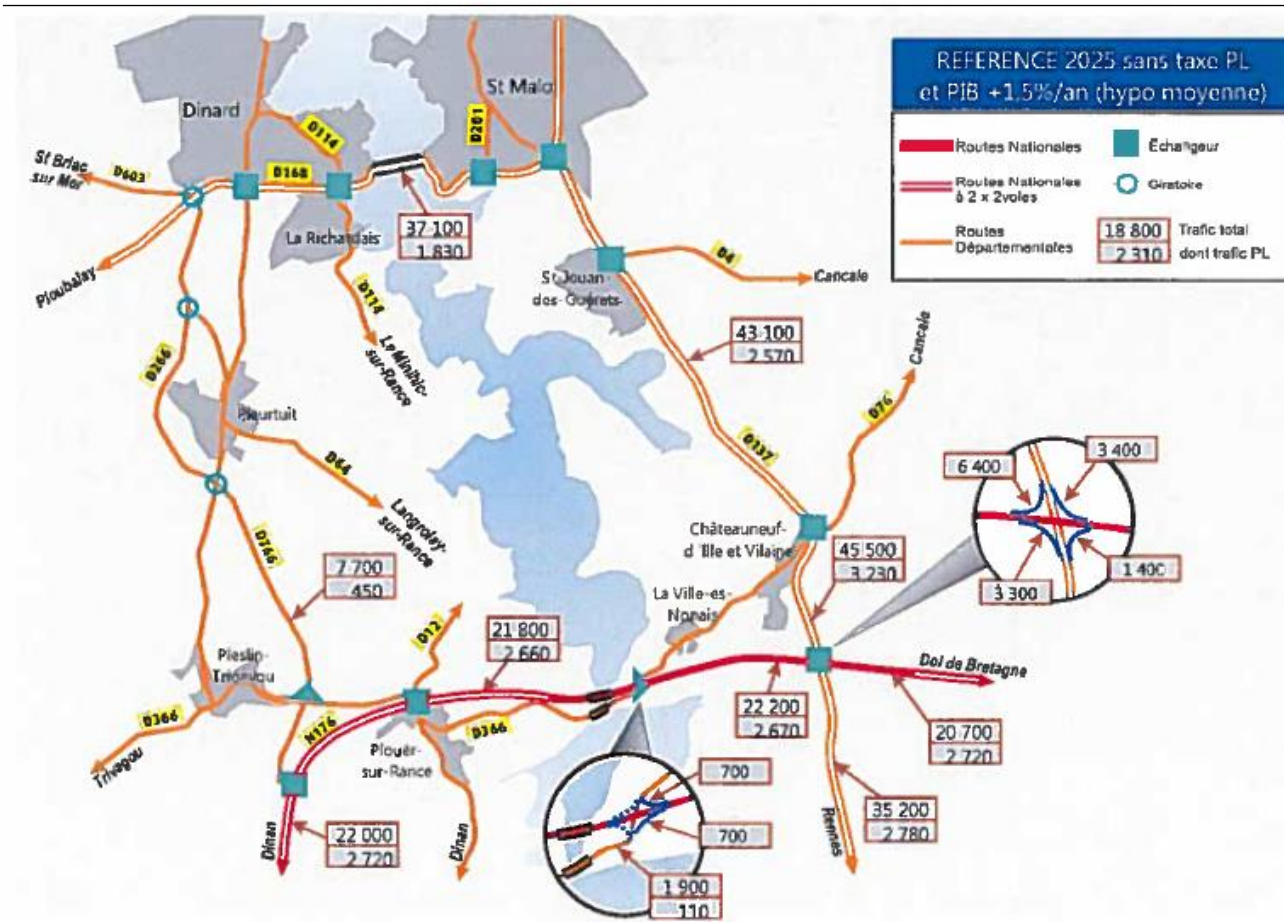 REFERENCE 2025 sans taxe PL
et PIB +1,5%/an (hypo moyenne)
Routes Nationales
Échangeur
Routes Nationales
à 2 x 2voies
Giratoire
Routes
Départementales
18 800
2 310
Trafic total
dont trafic PL
St Malo
Dinard
D114
D201
St Briac
sur Mer
D603
D168
La Richardais
37 100
1 830
Ploubalay
D114
Le Minihic-
sur-Rance
St Jouan-
des-Guérets
D4
Cancale
43 100
2 570
Cancale
D266
Pleurtuit
D64
Langrolay-
sur-Rance
D137
D76
6 400
3 400
3 300
1 400
Châteauneuf-
d'Ille et Vilaine
45 500
3 230
D766
7 700
450
La Ville-es-
Nonais
D12
21 800
2 660
Pleslin-
Trigavou
Dol de Bretagne
D366
Trivagou
N176
D366
Plouër-
sur-Rance
22 200
2 670
20 700
2 720
700
700
Dinan
22 000
2 720
Dinan
1 900
110
Rennes
35 200
2 780